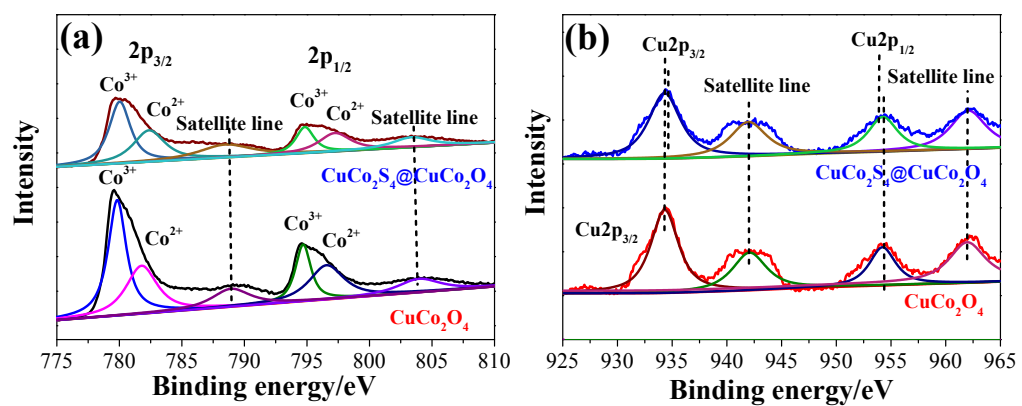 (a)
2p3/2
2p1/2
Co3+
Co2+
Satellite line
Co3+
Co2+
Satellite line
CuCo2S4@CuCo2O4
Co3+
Co2+
Co3+
Co2+
CuCo2O4
Intensity
775 780 785 790 795 800 805 810
Binding energy/eV
(b)
Cu2p3/2
Satellite line
Cu2p1/2
Satellite line
CuCo2S4@CuCo2O4
Cu2p3/2
CuCo2O4
Intensity
925 930 935 940 945 950 955 960 965
Binding energy/eV